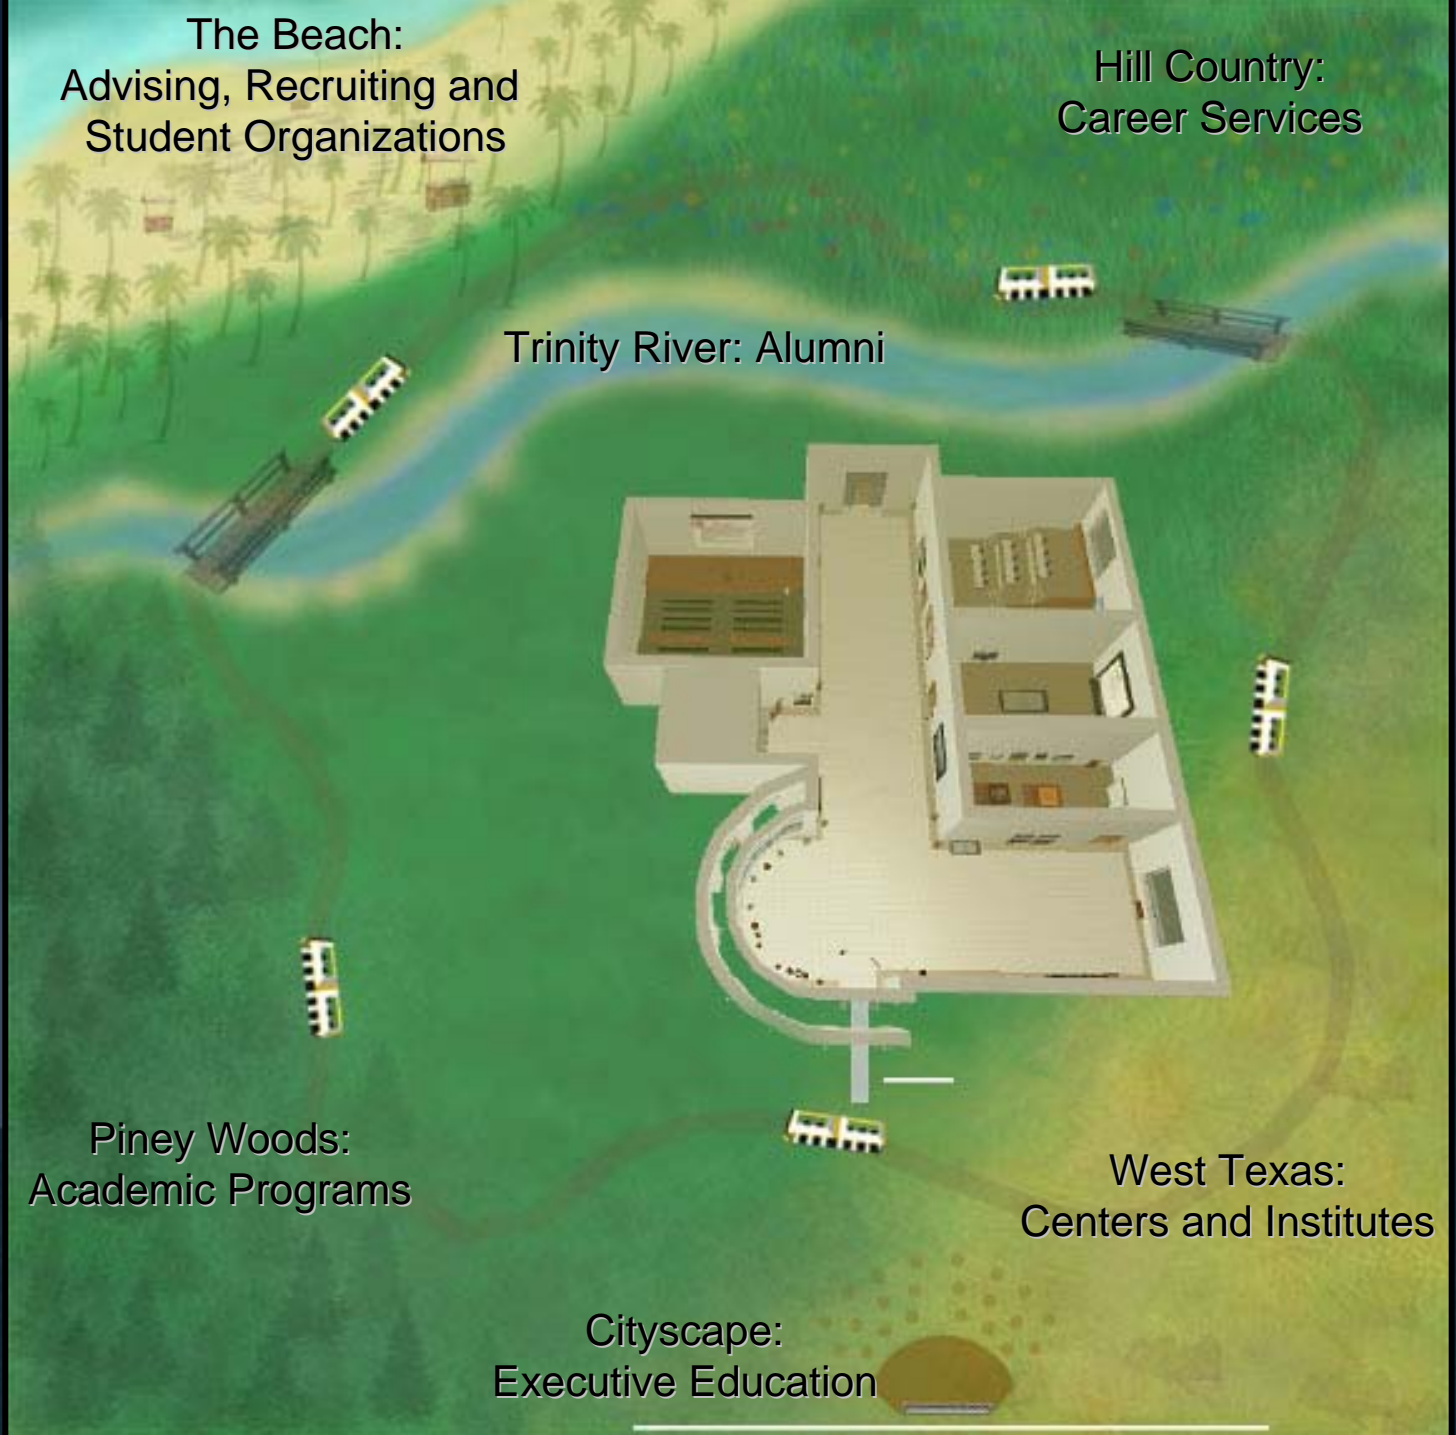 The Beach:
Advising, Recruiting and
Student Organizations
Hill Country:
Career Services
Trinity River: Alumni
Piney Woods:
Academic Programs
West Texas:
Centers and Institutes
Cityscape:
Executive Education